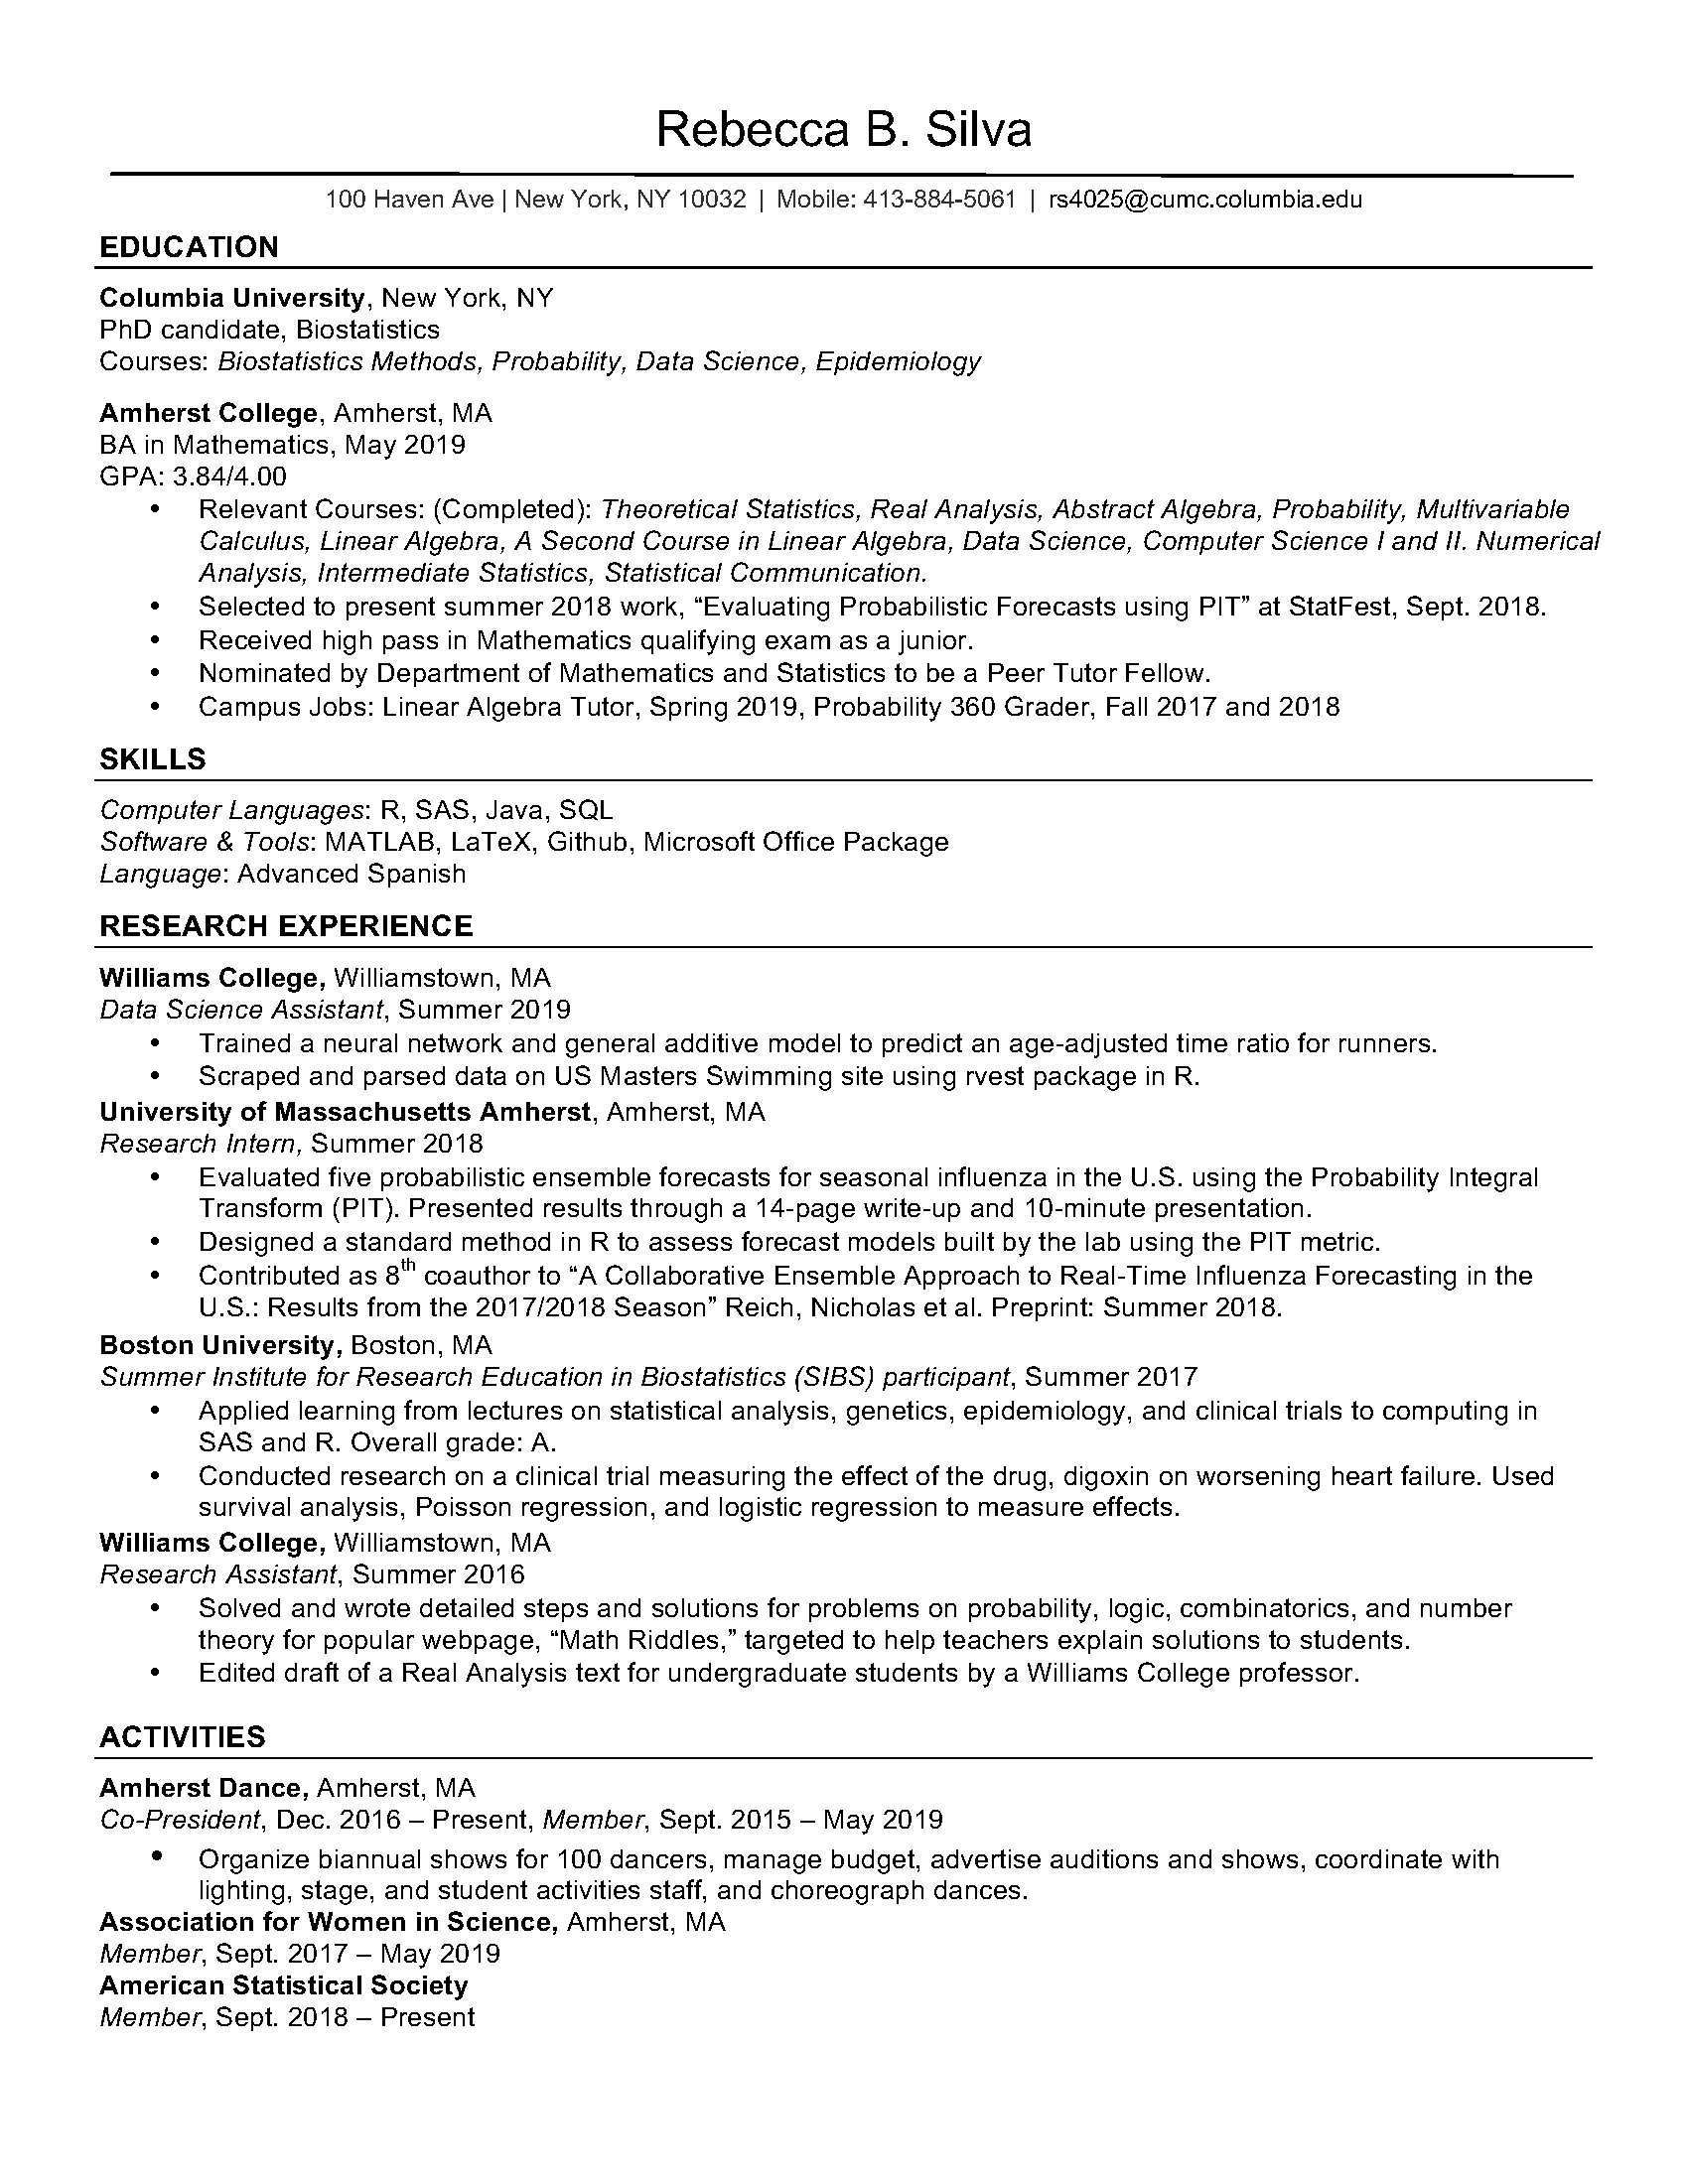 Rebecca B. Silva
100 Haven Ave | New York, NY 10032 | Mobile: 413-884-5061 | rs4025@cumc.columbia.edu
EDUCATION
Columbia University, New York, NY
PhD candidate, Biostatistics
Courses: Biostatistics Methods, Probability, Data Science, Epidemiology
Amherst College, Amherst, MA
BA in Mathematics, May 2019
GPA: 3.84/4.00
• Relevant Courses: (Completed): Theoretical Statistics, Real Analysis, Abstract Algebra, Probability, Multivariable
Calculus, Linear Algebra, A Second Course in Linear Algebra, Data Science, Computer Science I and II. Numerical
Analysis, Intermediate Statistics, Statistical Communication.
• Selected to present summer 2018 work, “Evaluating Probabilistic Forecasts using PIT” at StatFest, Sept. 2018.
• Received high pass in Mathematics qualifying exam as a junior.
• Nominated by Department of Mathematics and Statistics to be a Peer Tutor Fellow.
• Campus Jobs: Linear Algebra Tutor, Spring 2019, Probability 360 Grader, Fall 2017 and 2018
SKILLS
Computer Languages: R, SAS, Java, SQL
Software & Tools: MATLAB, LaTeX, Github, Microsoft Office Package
Language: Advanced Spanish
RESEARCH EXPERIENCE
Williams College, Williamstown, MA
Data Science Assistant, Summer 2019
• Trained a neural network and general additive model to predict an age-adjusted time ratio for runners.
• Scraped and parsed data on US Masters Swimming site using rvest package in R.
University of Massachusetts Amherst, Amherst, MA
Research Intern, Summer 2018
• Evaluated five probabilistic ensemble forecasts for seasonal influenza in the U.S. using the Probability Integral
Transform (PIT). Presented results through a 14-page write-up and 10-minute presentation.
• Designed a standard method in R to assess forecast models built by the lab using the PIT metric.
• Contributed as 8th coauthor to “A Collaborative Ensemble Approach to Real-Time Influenza Forecasting in the
U.S.: Results from the 2017/2018 Season” Reich, Nicholas et al. Preprint: Summer 2018.
Boston University, Boston, MA
Summer Institute for Research Education in Biostatistics (SIBS) participant, Summer 2017
• Applied learning from lectures on statistical analysis, genetics, epidemiology, and clinical trials to computing in
SAS and R. Overall grade: A.
• Conducted research on a clinical trial measuring the effect of the drug, digoxin on worsening heart failure. Used
survival analysis, Poisson regression, and logistic regression to measure effects.
Williams College, Williamstown, MA
Research Assistant, Summer 2016
• Solved and wrote detailed steps and solutions for problems on probability, logic, combinatorics, and number
theory for popular webpage, “Math Riddles,” targeted to help teachers explain solutions to students.
• Edited draft of a Real Analysis text for undergraduate students by a Williams College professor.
ACTIVITIES
Amherst Dance, Amherst, MA
Co-President, Dec. 2016 – Present, Member, Sept. 2015 – May 2019
• Organize biannual shows for 100 dancers, manage budget, advertise auditions and shows, coordinate with
lighting, stage, and student activities staff, and choreograph dances.
Association for Women in Science, Amherst, MA
Member, Sept. 2017 – May 2019
American Statistical Society
Member, Sept. 2018 – Present